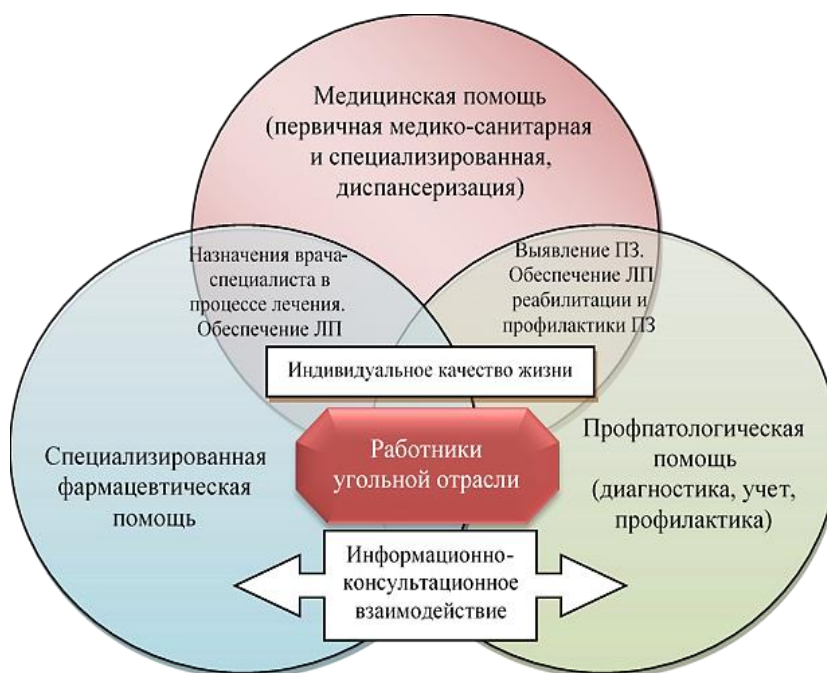 Медицинская помощь
(первичная медико-санитарная
и специализированная,
диспансеризация)
Назначения врача-
специалиста в
процессе лечения.
Обеспечение ЛП
Выявление ПЗ.
Обеспечение ЛП
реабилитации и
профилактики ПЗ
Индивидуальное качество жизни
Работники
угольной отрасли
Специализированная
фармацевтическая
помощь
Профпатологическая
помощь
(диагностика, учет,
профилактика)
Информационно-
консультационное
взаимодействие